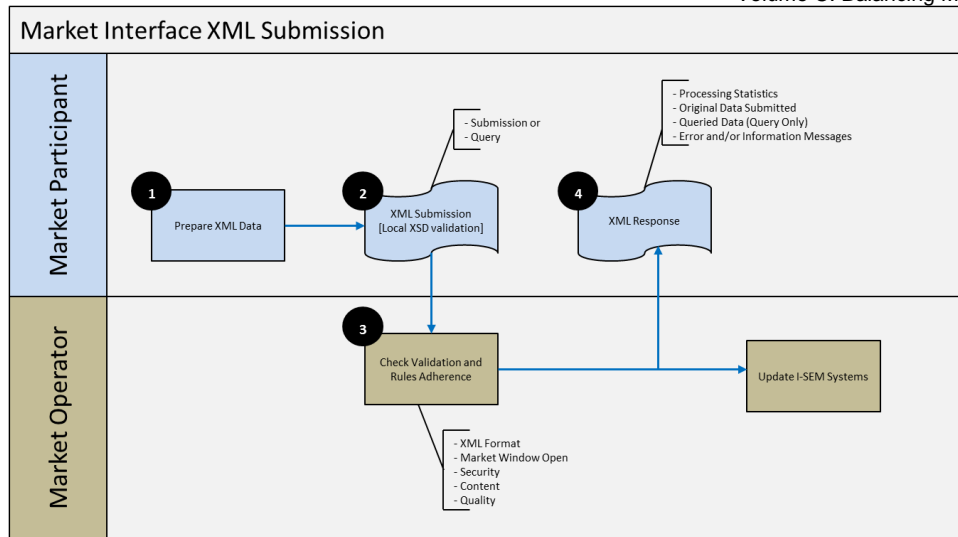 Market Interface XML Submission
Market Participant
- Submission or
- Query
- Processing Statistics
- Original Data Submitted
- Queried Data (Query Only)
- Error and/or Information Messages
1
Prepare XML Data
2
XML Submission
[Local XSD validation]
4
XML Response
Market Operator
3
Check Validation and
Rules Adherence
Update I-SEM Systems
- XML Format
- Market Window Open
- Security
- Content
- Quality